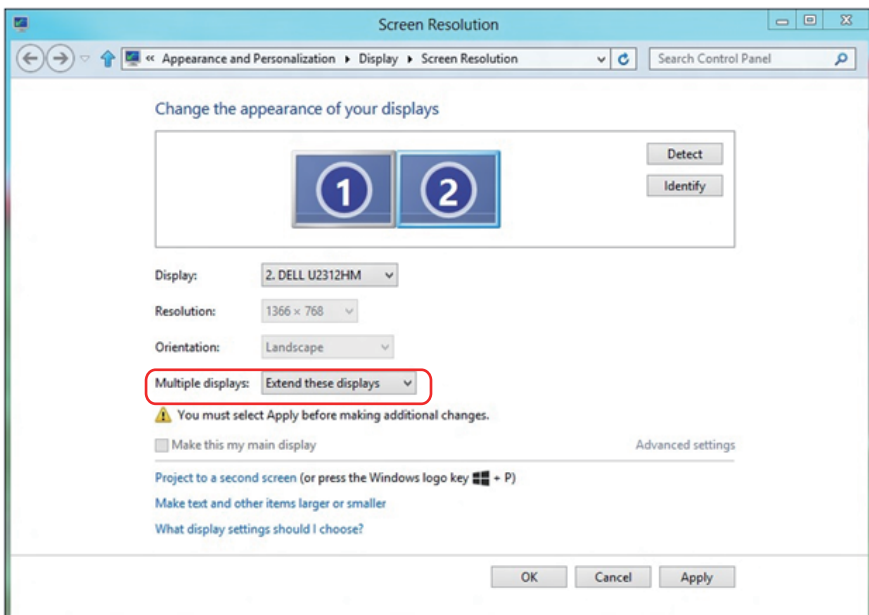 Screen Resolution
« Appearance and Personalization ▸ Display ▸ Screen Resolution
Search Control Panel
Change the appearance of your displays
1
2
Detect
Identify
Display: 2. DELL U2312HM
Resolution: 1366 × 768
Orientation: Landscape
Multiple displays: Extend these displays
You must select Apply before making additional changes.
Make this my main display
Advanced settings
Project to a second screen (or press the Windows logo key + P)
Make text and other items larger or smaller
What display settings should I choose?
OK
Cancel
Apply